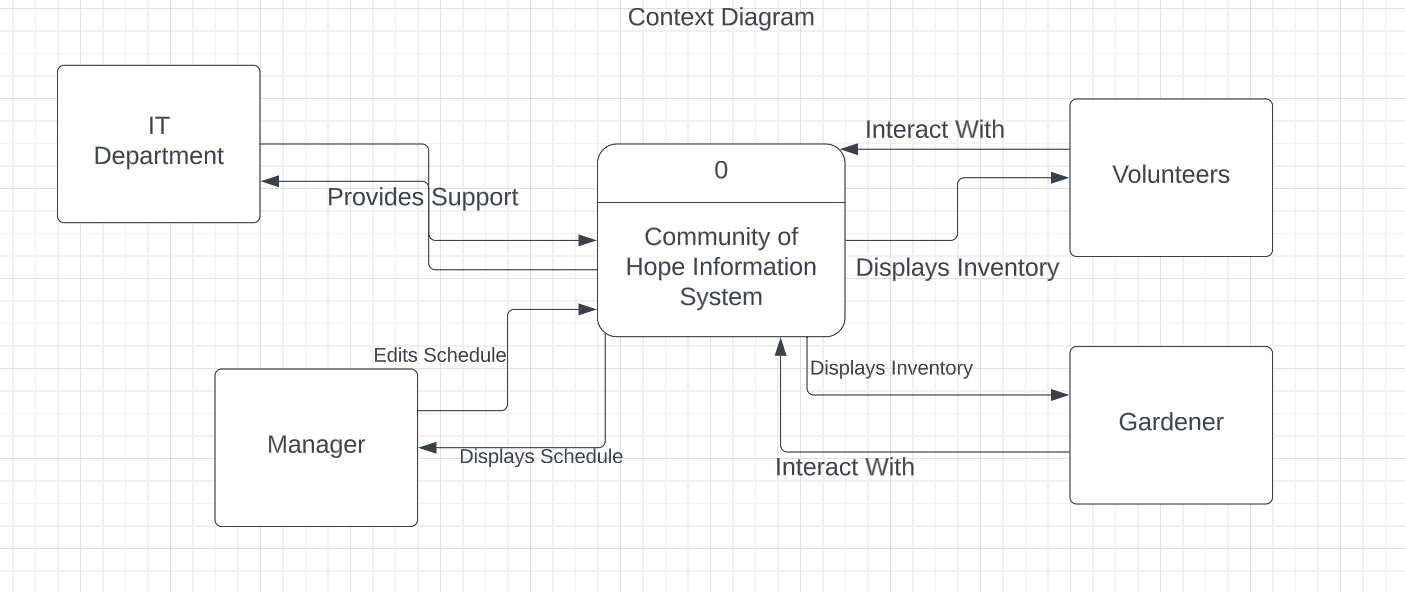 Context Diagram
IT
Department
Provides Support
0
Community of
Hope Information
System
Interact With
Volunteers
Displays Inventory
Edits Schedule
Manager
Displays Schedule
Displays Inventory
Gardener
Interact With